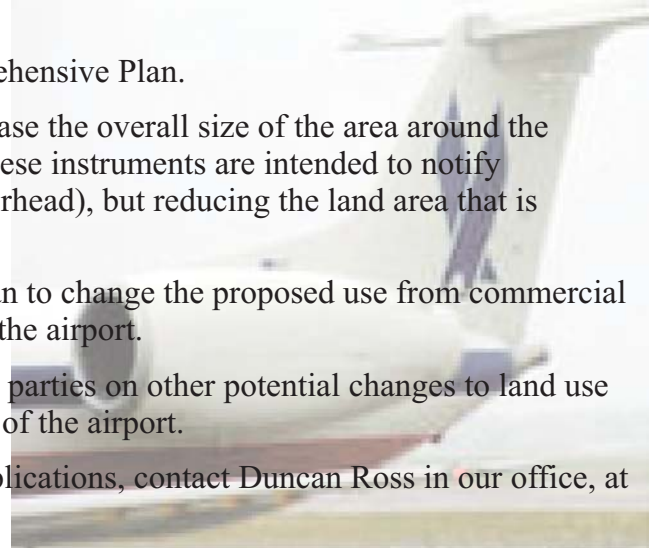 ehensive Plan.
ase the overall size of the area around the
ese instruments are intended to notify
rhead), but reducing the land area that is
n to change the proposed use from commercial
the airport.
parties on other potential changes to land use
of the airport.
plications, contact Duncan Ross in our office, at